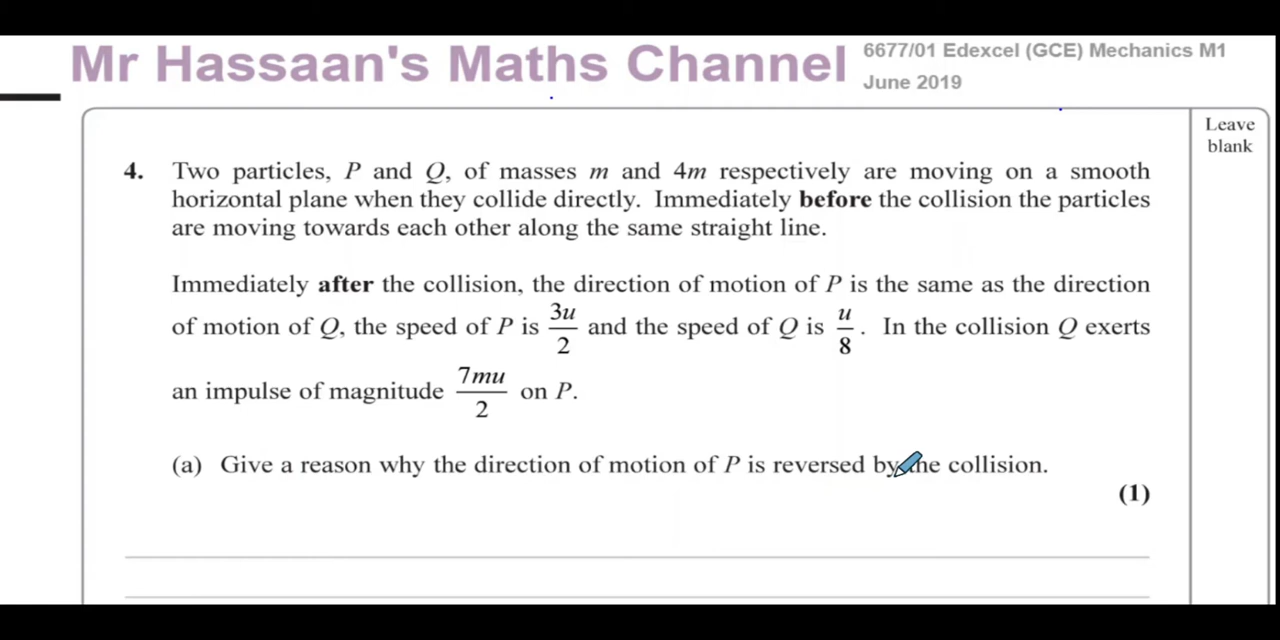 Mr Hassaan's Maths Channel
6677/01 Edexcel (GCE) Mechanics M1
June 2019
Leave
blank
4. Two particles, P and Q, of masses m and 4m respectively are moving on a smooth
horizontal plane when they collide directly. Immediately before the collision the particles
are moving towards each other along the same straight line.
Immediately after the collision, the direction of motion of P is the same as the direction
of motion of Q, the speed of P is 3u/2 and the speed of Q is u/8. In the collision Q exerts
an impulse of magnitude 7mu/2 on P.
(a) Give a reason why the direction of motion of P is reversed by the collision.
(1)